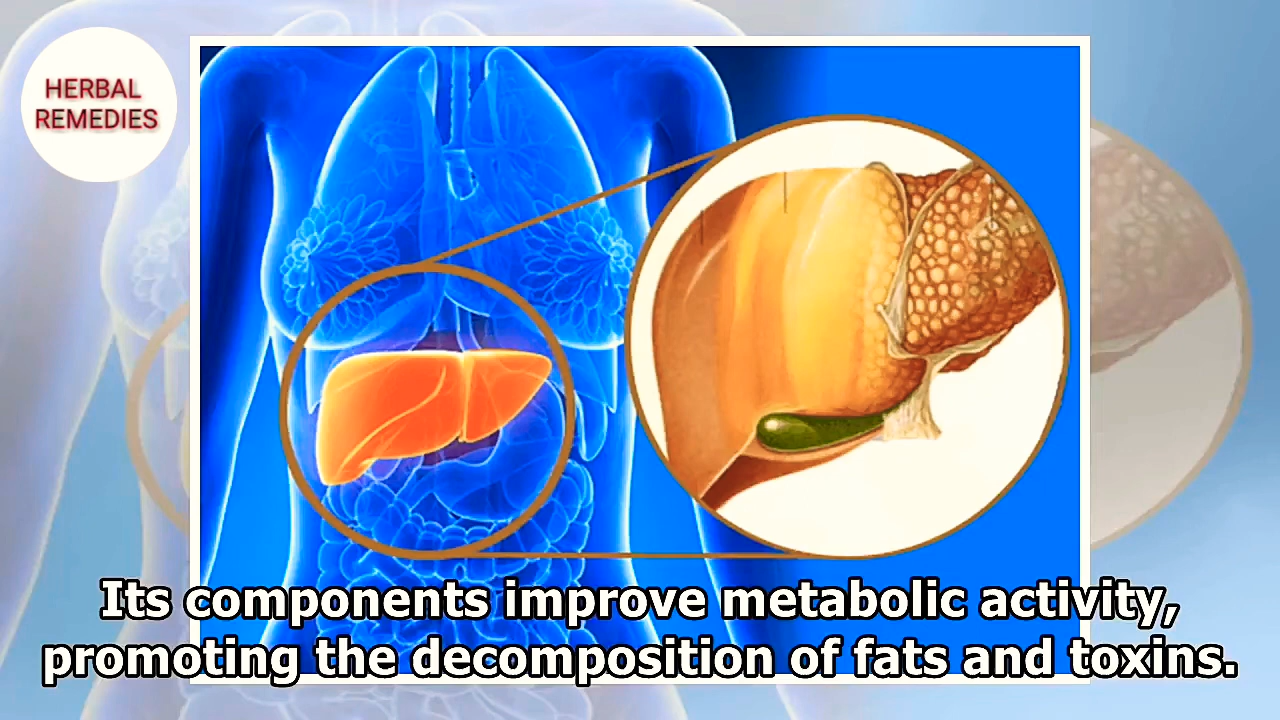 HERBAL
REMEDIES
Its components improve metabolic activity,
promoting the decomposition of fats and toxins.